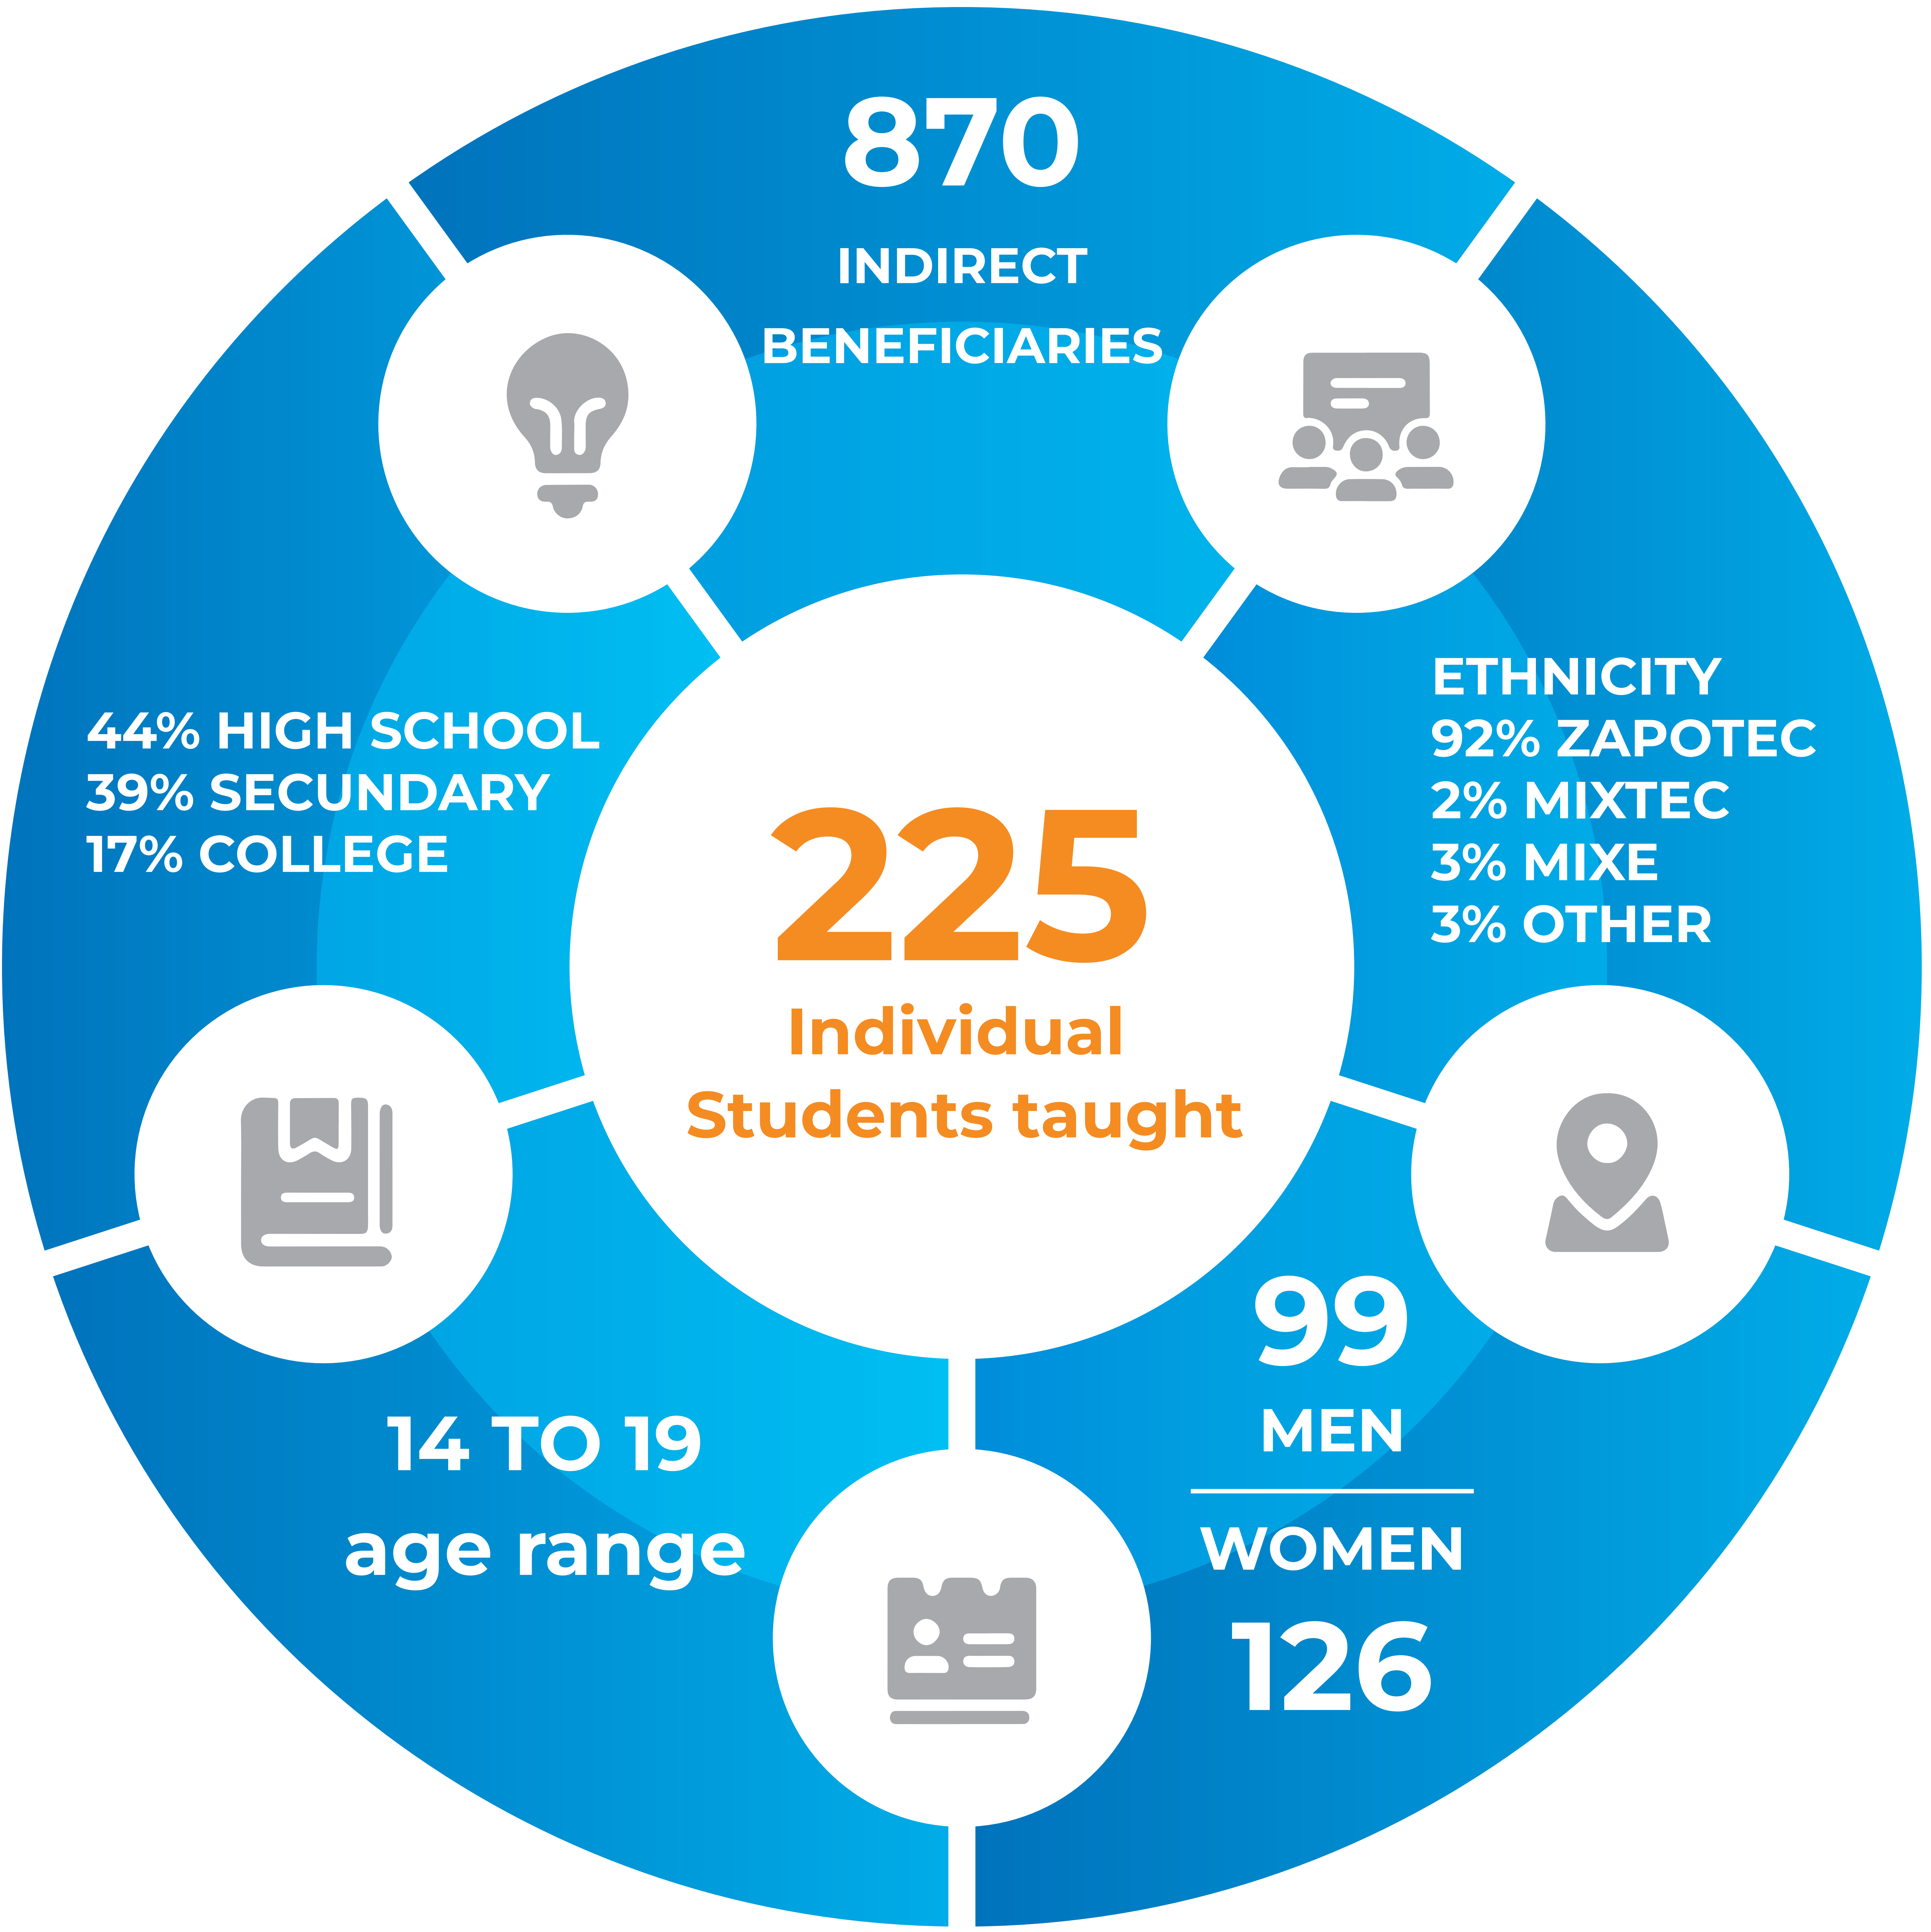 870
INDIRECT
BENEFICIARIES
ETHNICITY
92% ZAPOTEC
2% MIXTEC
3% MIXE
3% OTHER
44% HIGH SCHOOL
39% SECUNDARY
17% COLLEGE
225
Individual
Students taught
99
MEN
WOMEN
126
14 TO 19
age range